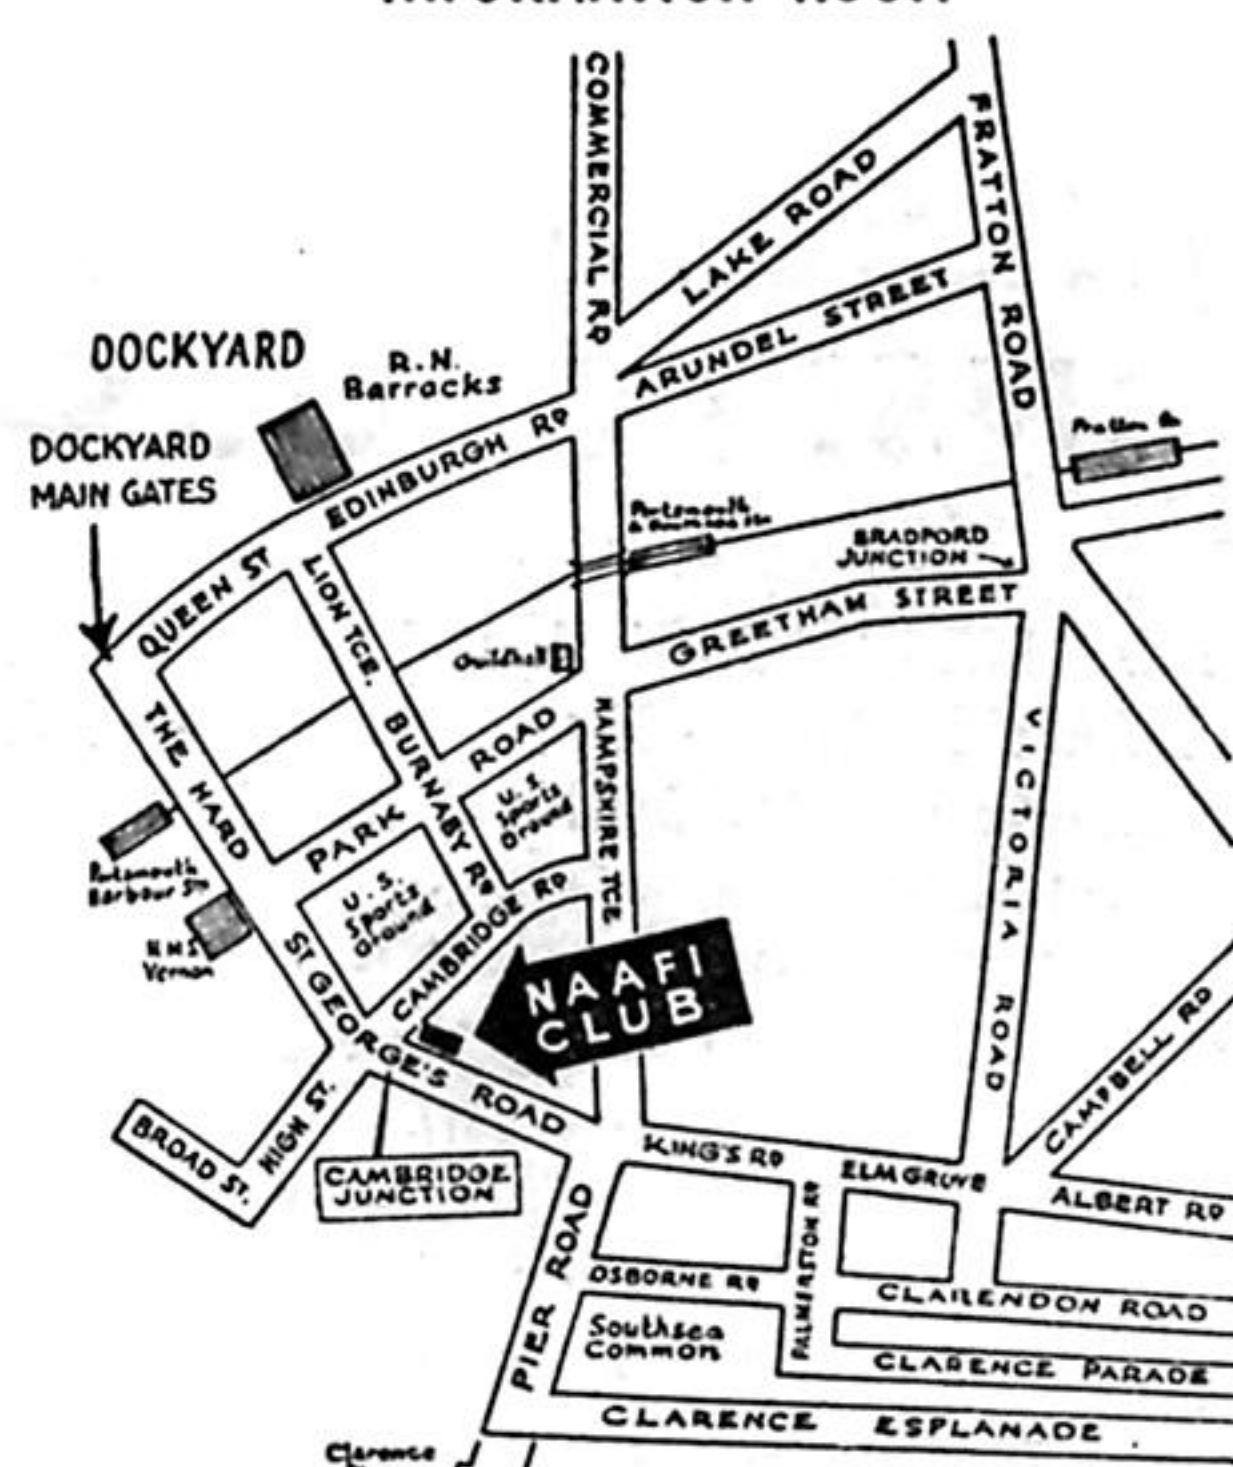 COMMERCIAL RD
FRATTON ROAD
LAKE ROAD
ARUNDEL STREET
DOCKYARD
R.N.
Barracks
DOCKYARD
MAIN GATES
EDINBURGH RD
Fratton
Portsmouth
BRADFORD
JUNCTION
QUEEN ST
LION TCE.
GREETHAM STREET
Guildhall
THE HARD
BURNABY RD
PARK ROAD
HAMPSHIRE TCE
VICTORIA ROAD
U.S.
Sports
Ground
Portsmouth
Harbour Stn
U.S.
Sports
Ground
CAMBRIDGE RD
H M S
Vernon
ST GEORGE'S ROAD
NAAFI
CLUB
CAMPBELL RD
BROAD ST.
HIGH ST.
CAMBRIDGE
JUNCTION
KING'S RD
ELM GROVE
ALBERT RD
PIER ROAD
PALMERSTON RD
OSBORNE RD
CLARENDON ROAD
Southsea
Common
CLARENCE PARADE
CLARENCE ESPLANADE
Clarence